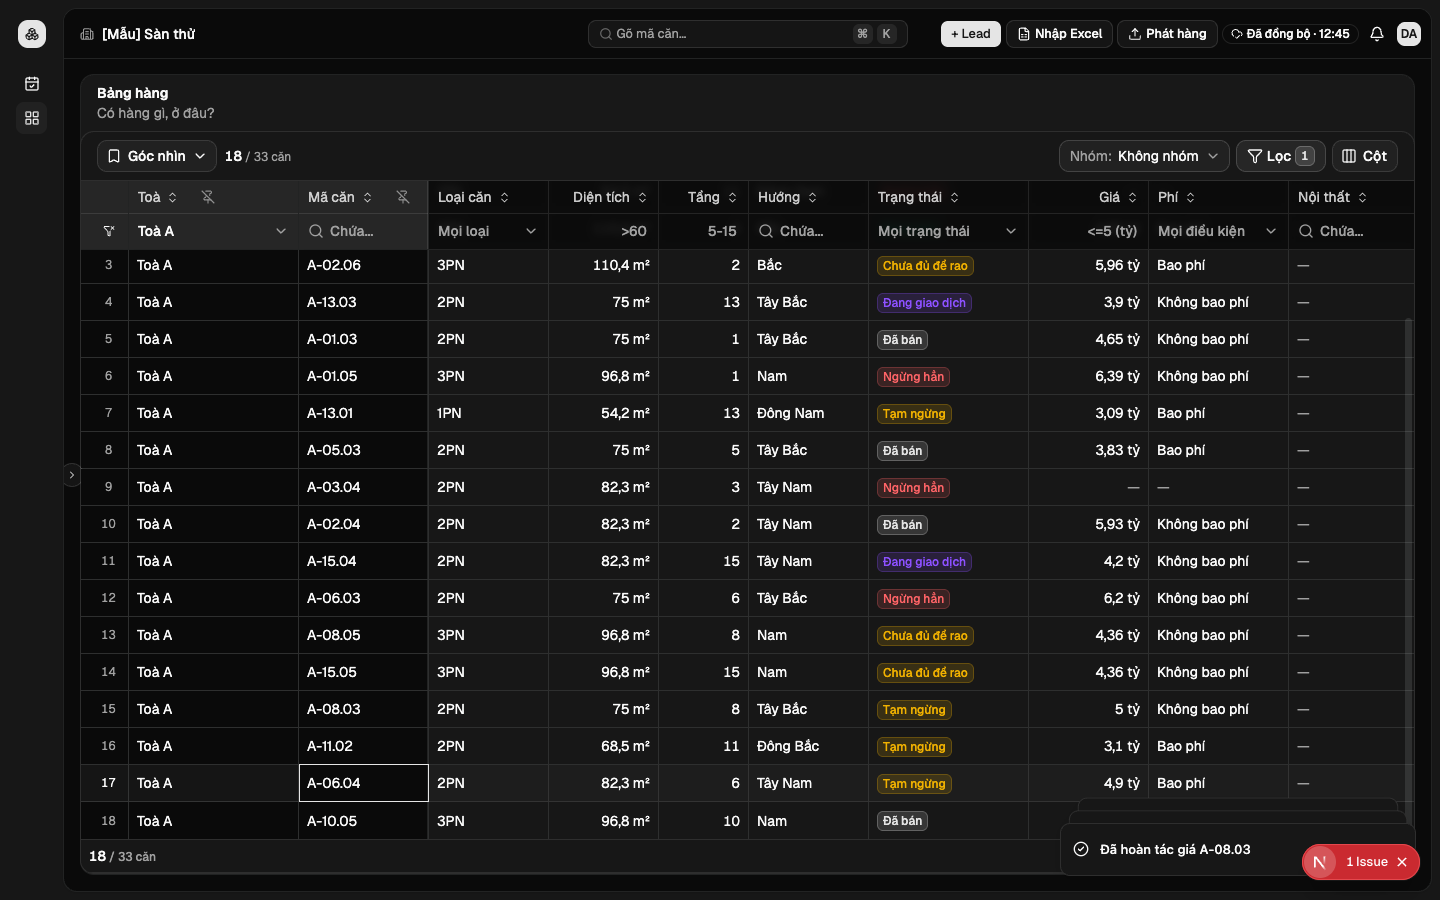 [Mẫu] Sàn thử
Gõ mã căn...
⌘ K
+ Lead
Nhập Excel
Phát hàng
Đã đồng bộ · 12:45
DA
Bảng hàng
Có hàng gì, ở đâu?
Góc nhìn
18 / 33 căn
Nhóm: Không nhóm
Lọc 1
Cột
Toà Mã căn Loại căn Diện tích Tầng Hướng Trạng thái Giá Phí Nội thất
Toà A Chứa... Mọi loại >60 5-15 Chứa... Mọi trạng thái <=5 (tỷ) Mọi điều kiện Chứa...
3 Toà A A-02.06 3PN 110,4 m² 2 Bắc Chưa đủ để rao 5,96 tỷ Bao phí —
4 Toà A A-13.03 2PN 75 m² 13 Tây Bắc Đang giao dịch 3,9 tỷ Không bao phí —
5 Toà A A-01.03 2PN 75 m² 1 Tây Bắc Đã bán 4,65 tỷ Không bao phí —
6 Toà A A-01.05 3PN 96,8 m² 1 Nam Ngừng hẳn 6,39 tỷ Không bao phí —
7 Toà A A-13.01 1PN 54,2 m² 13 Đông Nam Tạm ngừng 3,09 tỷ Bao phí —
8 Toà A A-05.03 2PN 75 m² 5 Tây Bắc Đã bán 3,83 tỷ Bao phí —
9 Toà A A-03.04 2PN 82,3 m² 3 Tây Nam Ngừng hẳn — — —
10 Toà A A-02.04 2PN 82,3 m² 2 Tây Nam Đã bán 5,93 tỷ Không bao phí —
11 Toà A A-15.04 2PN 82,3 m² 15 Tây Nam Đang giao dịch 4,2 tỷ Không bao phí —
12 Toà A A-06.03 2PN 75 m² 6 Tây Bắc Ngừng hẳn 6,2 tỷ Không bao phí —
13 Toà A A-08.05 3PN 96,8 m² 8 Nam Chưa đủ để rao 4,36 tỷ Không bao phí —
14 Toà A A-15.05 3PN 96,8 m² 15 Nam Chưa đủ để rao 4,36 tỷ Không bao phí —
15 Toà A A-08.03 2PN 75 m² 8 Tây Bắc Tạm ngừng 5 tỷ Không bao phí —
16 Toà A A-11.02 2PN 68,5 m² 11 Đông Bắc Tạm ngừng 3,1 tỷ Bao phí —
17 Toà A A-06.04 2PN 82,3 m² 6 Tây Nam Tạm ngừng 4,9 tỷ Bao phí —
18 Toà A A-10.05 3PN 96,8 m² 10 Nam Đã bán
18 / 33 căn
Đã hoàn tác giá A-08.03
N 1 Issue